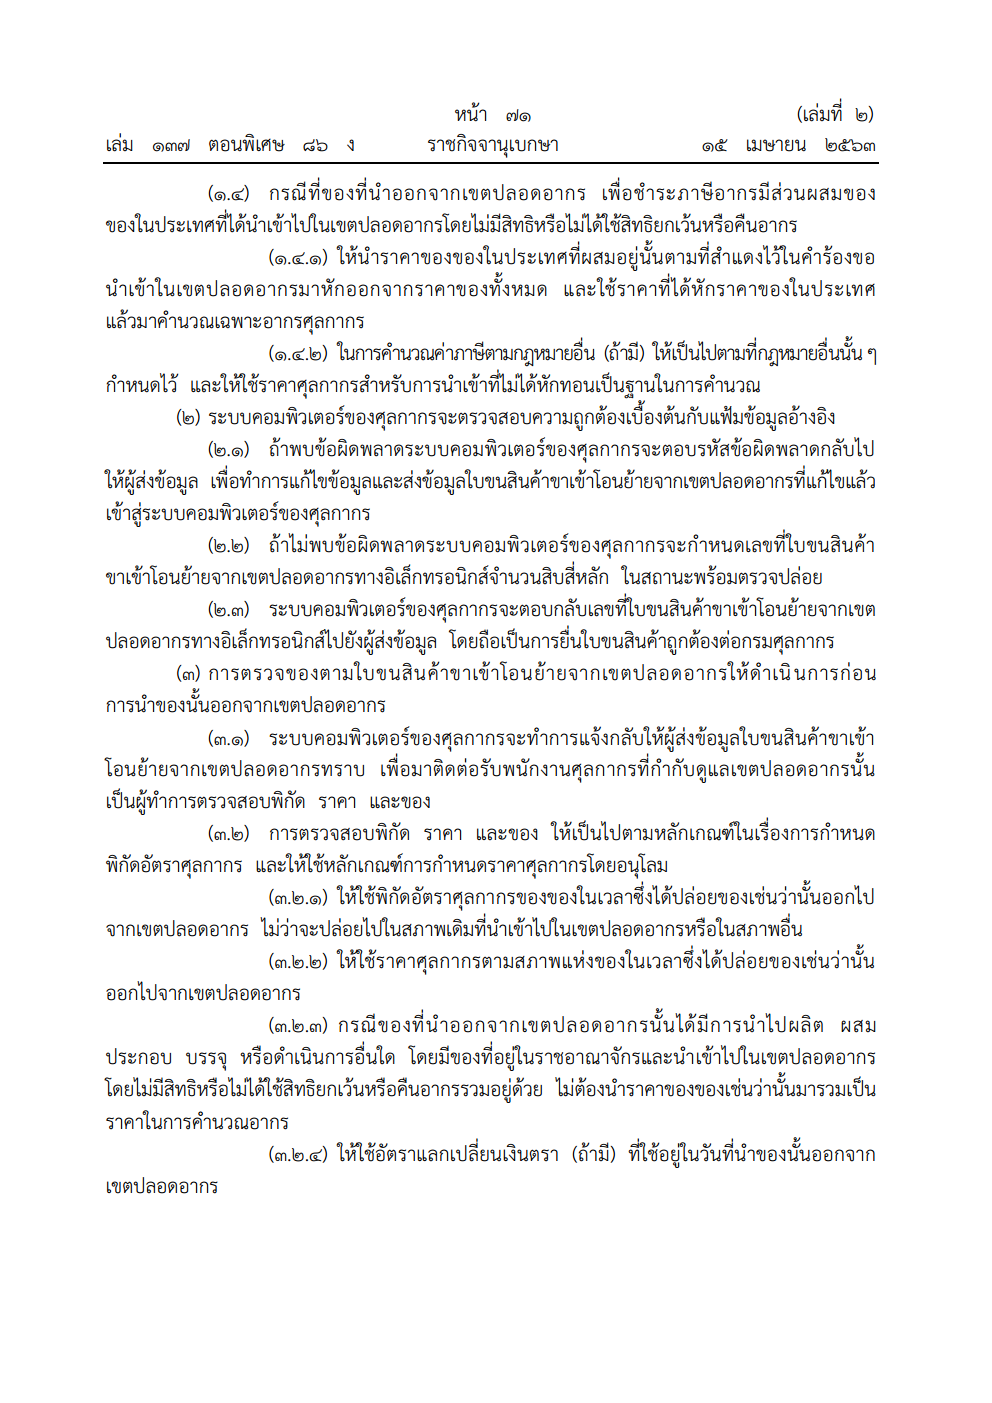 หน้า ๗๑ (เล่มที่ ๒)
เล่ม ๑๓๗ ตอนพิเศษ ๘๖ ง ราชกิจจานุเบกษา ๑๕ เมษายน ๒๕๖๓
(๑.๔) กรณีที่ของที่นำออกจากเขตปลอดอากร เพื่อชำระภาษีอากรมีส่วนผสมของ
ของในประเทศที่ได้นำเข้าไปในเขตปลอดอากรโดยไม่มีสิทธิหรือไม่ได้ใช้สิทธิยกเว้นหรือคืนอากร
(๑.๔.๑) ให้นำราคาของของในประเทศที่ผสมอยู่นั้นตามที่สำแดงไว้ในคำร้องขอ
นำเข้าในเขตปลอดอากรมาหักออกจากราคาของทั้งหมด และใช้ราคาที่ได้หักราคาของในประเทศ
แล้วมาคำนวณเฉพาะอากรศุลกากร
(๑.๔.๒) ในการคำนวณค่าภาษีตามกฎหมายอื่น (ถ้ามี) ให้เป็นไปตามที่กฎหมายอื่นนั้น ๆ
กำหนดไว้ และให้ใช้ราคาศุลกากรสำหรับการนำเข้าที่ไม่ได้หักทอนเป็นฐานในการคำนวณ
(๒) ระบบคอมพิวเตอร์ของศุลกากรจะตรวจสอบความถูกต้องเบื้องต้นกับแฟ้มข้อมูลอ้างอิง
(๒.๑) ถ้าพบข้อผิดพลาดระบบคอมพิวเตอร์ของศุลกากรจะตอบรหัสข้อผิดพลาดกลับไป
ให้ผู้ส่งข้อมูล เพื่อทำการแก้ไขข้อมูลและส่งข้อมูลใบขนสินค้าขาเข้าโอนย้ายจากเขตปลอดอากรที่แก้ไขแล้ว
เข้าสู่ระบบคอมพิวเตอร์ของศุลกากร
(๒.๒) ถ้าไม่พบข้อผิดพลาดระบบคอมพิวเตอร์ของศุลกากรจะกำหนดเลขที่ใบขนสินค้า
ขาเข้าโอนย้ายจากเขตปลอดอากรทางอิเล็กทรอนิกส์จำนวนสิบสี่หลัก ในสถานะพร้อมตรวจปล่อย
(๒.๓) ระบบคอมพิวเตอร์ของศุลกากรจะตอบกลับเลขที่ใบขนสินค้าขาเข้าโอนย้ายจากเขต
ปลอดอากรทางอิเล็กทรอนิกส์ไปยังผู้ส่งข้อมูล โดยถือเป็นการยื่นใบขนสินค้าถูกต้องต่อกรมศุลกากร
(๓) การตรวจของตามใบขนสินค้าขาเข้าโอนย้ายจากเขตปลอดอากรให้ดำเนินการก่อน
การนำของนั้นออกจากเขตปลอดอากร
(๓.๑) ระบบคอมพิวเตอร์ของศุลกากรจะทำการแจ้งกลับให้ผู้ส่งข้อมูลใบขนสินค้าขาเข้า
โอนย้ายจากเขตปลอดอากรทราบ เพื่อมาติดต่อรับพนักงานศุลกากรที่กำกับดูแลเขตปลอดอากรนั้น
เป็นผู้ทำการตรวจสอบพิกัด ราคา และของ
(๓.๒) การตรวจสอบพิกัด ราคา และของ ให้เป็นไปตามหลักเกณฑ์ในเรื่องการกำหนด
พิกัดอัตราศุลกากร และให้ใช้หลักเกณฑ์การกำหนดราคาศุลกากรโดยอนุโลม
(๓.๒.๑) ให้ใช้พิกัดอัตราศุลกากรของของในเวลาซึ่งได้ปล่อยของเช่นว่านั้นออกไป
จากเขตปลอดอากร ไม่ว่าจะปล่อยไปในสภาพเดิมที่นำเข้าไปในเขตปลอดอากรหรือในสภาพอื่น
(๓.๒.๒) ให้ใช้ราคาศุลกากรตามสภาพแห่งของในเวลาซึ่งได้ปล่อยของเช่นว่านั้น
ออกไปจากเขตปลอดอากร
(๓.๒.๓) กรณีของที่นำออกจากเขตปลอดอากรนั้นได้มีการนำไปผลิต ผสม
ประกอบ บรรจุ หรือดำเนินการอื่นใด โดยมีของที่อยู่ในราชอาณาจักรและนำเข้าไปในเขตปลอดอากร
โดยไม่มีสิทธิหรือไม่ได้ใช้สิทธิยกเว้นหรือคืนอากรรวมอยู่ด้วย ไม่ต้องนำราคาของของเช่นว่านั้นมารวมเป็น
ราคาในการคำนวณอากร
(๓.๒.๔) ให้ใช้อัตราแลกเปลี่ยนเงินตรา (ถ้ามี) ที่ใช้อยู่ในวันที่นำของนั้นออกจาก
เขตปลอดอากร